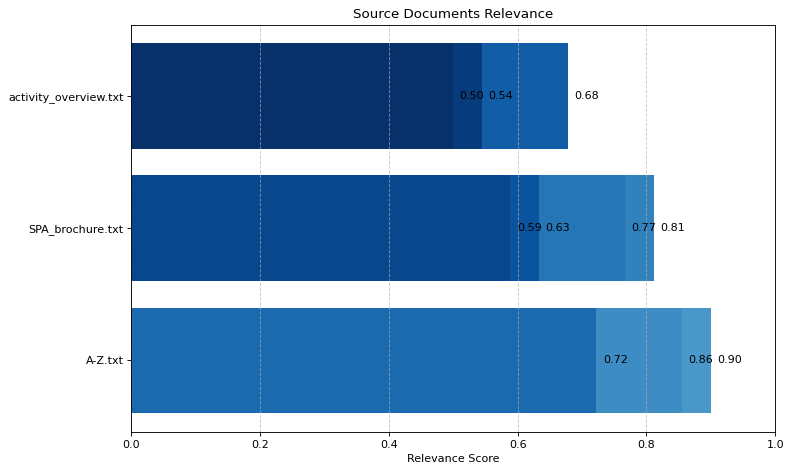 Source Documents Relevance
activity_overview.txt
0.50 0.54 0.68
SPA_brochure.txt
0.59 0.63 0.77 0.81
A-Z.txt
0.72 0.86 0.90
0.0 0.2 0.4 0.6 0.8 1.0
Relevance Score